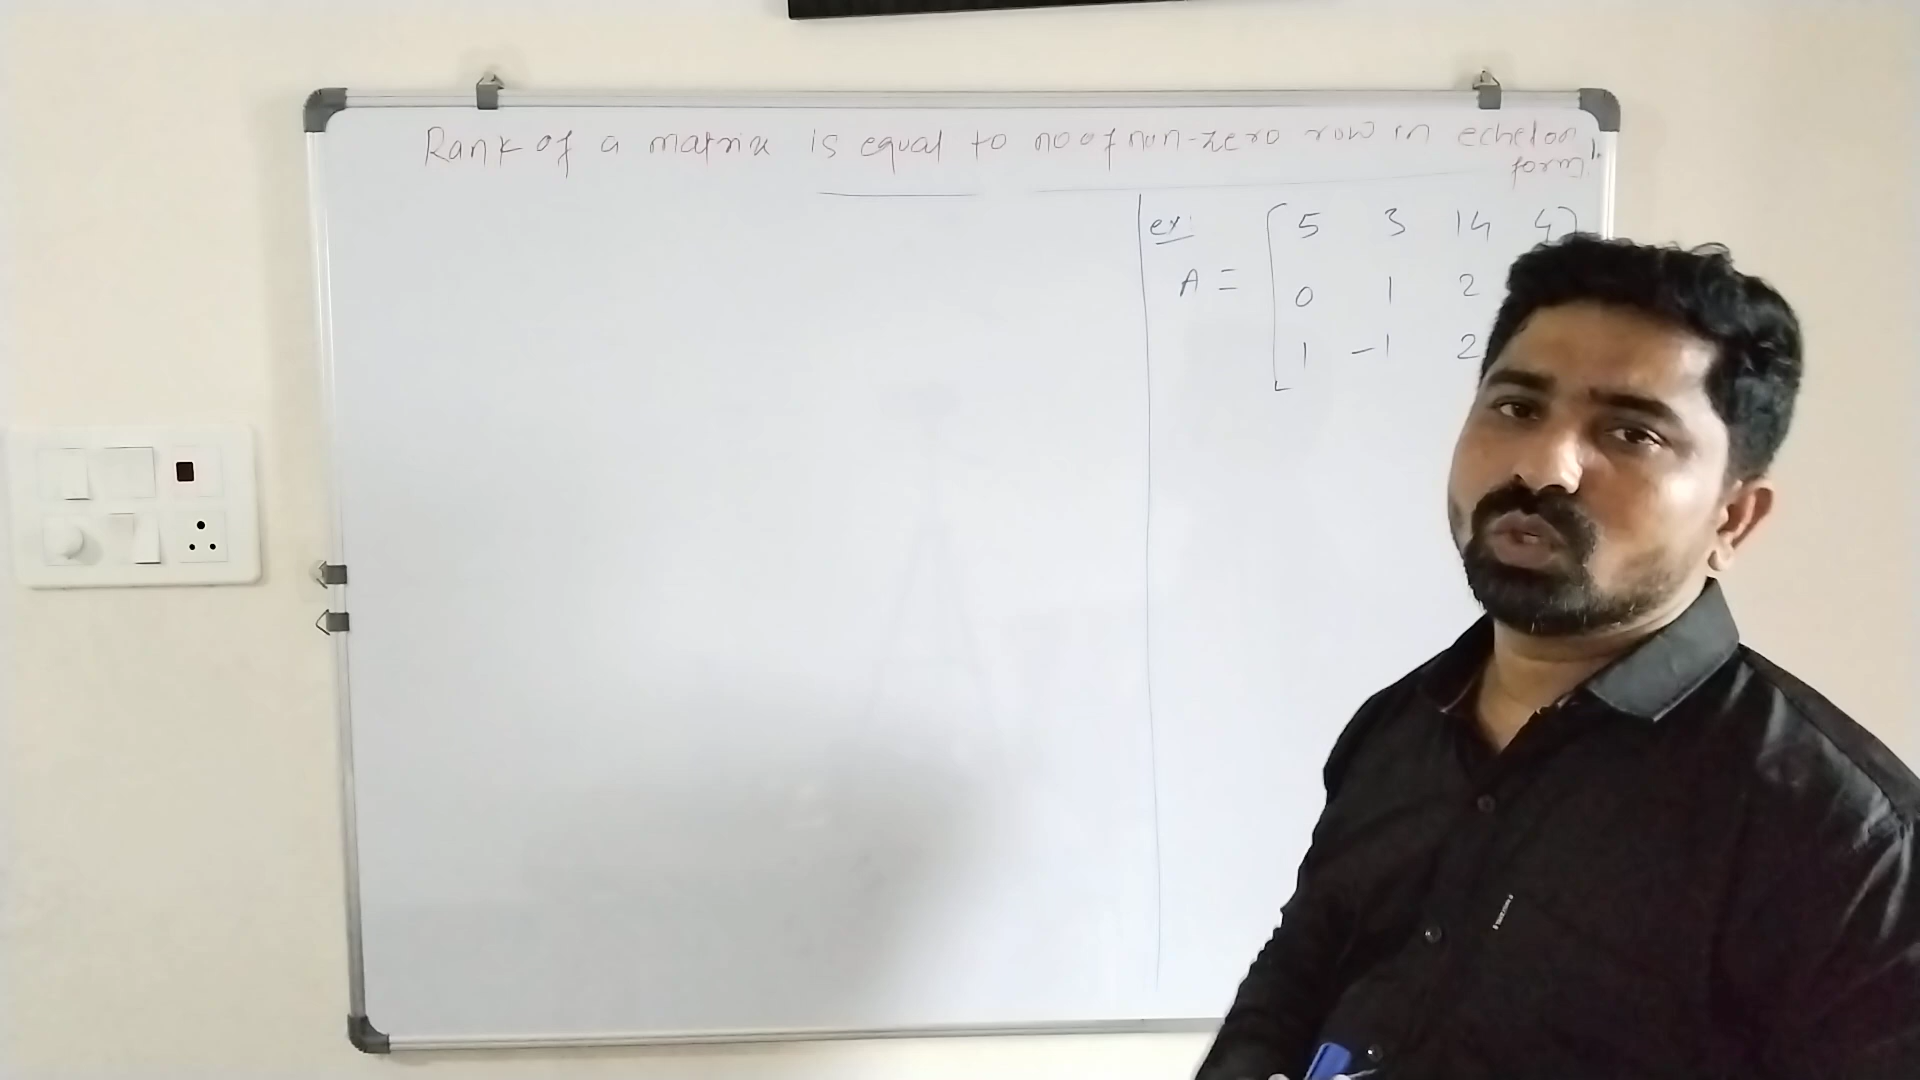 Rank of a matrix is equal to no of non-zero row in echelon
form.
ex:
5 3 14 4
A =
0 1 2
1 -1 2